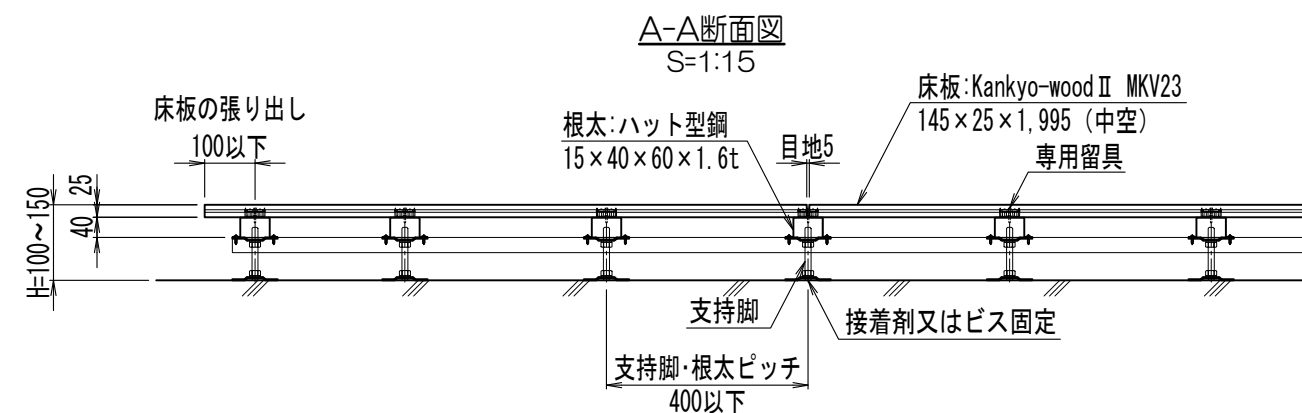 A-A断面図
S=1:15
床板の張り出し
100以下
根太:ハット型鋼
15×40×60×1.6t
目地5
床板:Kankyo-woodⅡ MKV23
145×25×1,995 (中空)
専用留具
25
40
H=100~150
支持脚
接着剤又はビス固定
支持脚・根太ピッチ
400以下